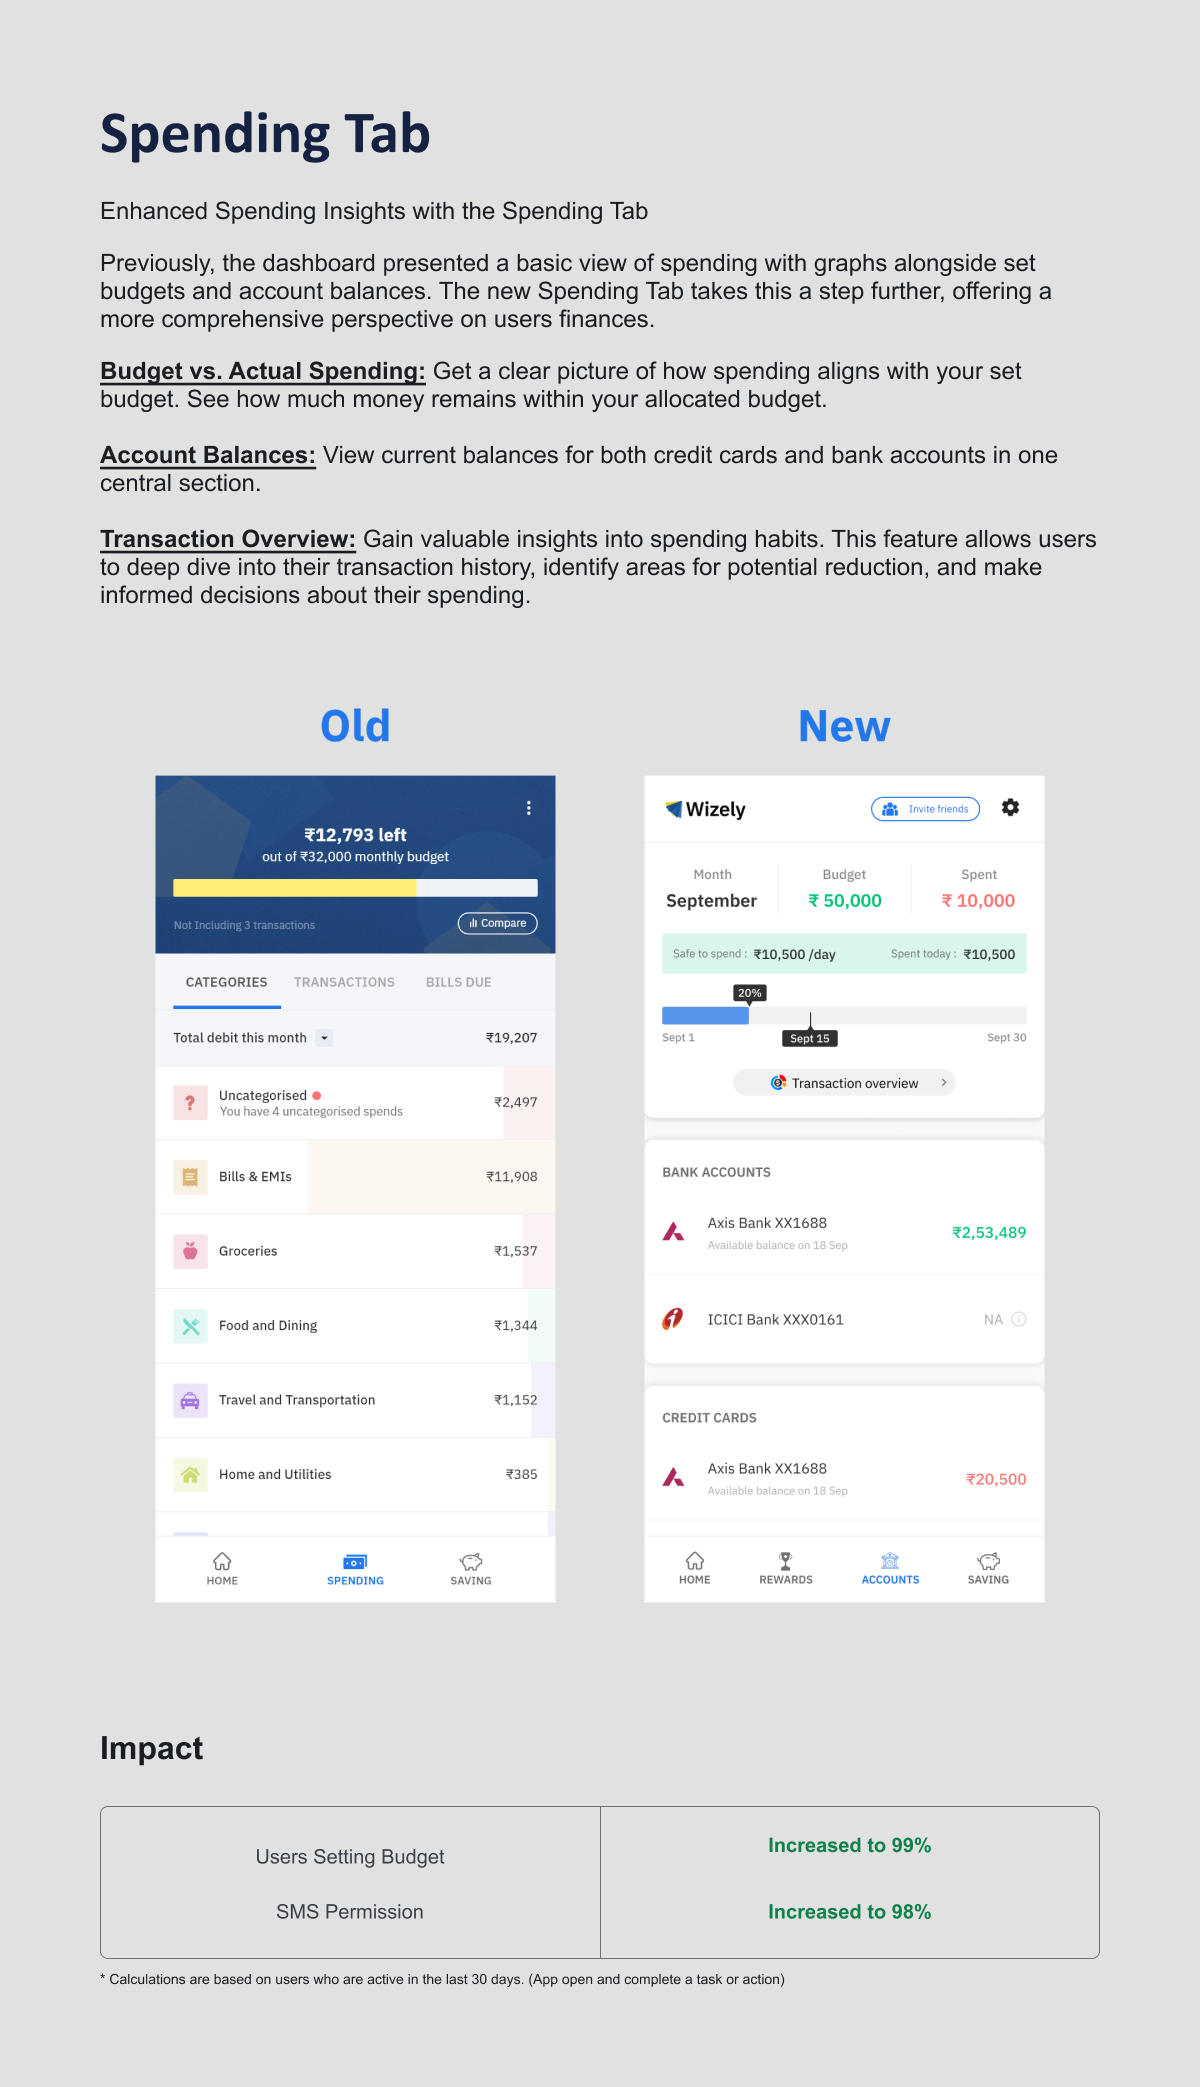 Spending Tab
Enhanced Spending Insights with the Spending Tab
Previously, the dashboard presented a basic view of spending with graphs alongside set
budgets and account balances. The new Spending Tab takes this a step further, offering a
more comprehensive perspective on users finances.
Budget vs. Actual Spending: Get a clear picture of how spending aligns with your set
budget. See how much money remains within your allocated budget.
Account Balances: View current balances for both credit cards and bank accounts in one
central section.
Transaction Overview: Gain valuable insights into spending habits. This feature allows users
to deep dive into their transaction history, identify areas for potential reduction, and make
informed decisions about their spending.
Old
₹12,793 left
out of ₹32,000 monthly budget
Not Including 3 transactions
Compare
CATEGORIES TRANSACTIONS BILLS DUE
Total debit this month ₹19,207
Uncategorised
You have 4 uncategorised spends
₹2,497
Bills & EMIs ₹11,908
Groceries ₹1,537
Food and Dining ₹1,344
Travel and Transportation ₹1,152
Home and Utilities ₹385
HOME SPENDING SAVING
New
Wizely
Invite friends
Month Budget Spent
September ₹ 50,000 ₹ 10,000
Safe to spend : ₹10,500 /day Spent today : ₹10,500
20%
Sept 1 Sept 15 Sept 30
Transaction overview
BANK ACCOUNTS
Axis Bank XX1688
Available balance on 18 Sep
₹2,53,489
ICICI Bank XXX0161 NA
CREDIT CARDS
Axis Bank XX1688
Available balance on 18 Sep
₹20,500
HOME REWARDS ACCOUNTS SAVING
Impact
Users Setting Budget Increased to 99%
SMS Permission Increased to 98%
* Calculations are based on users who are active in the last 30 days. (App open and complete a task or action)